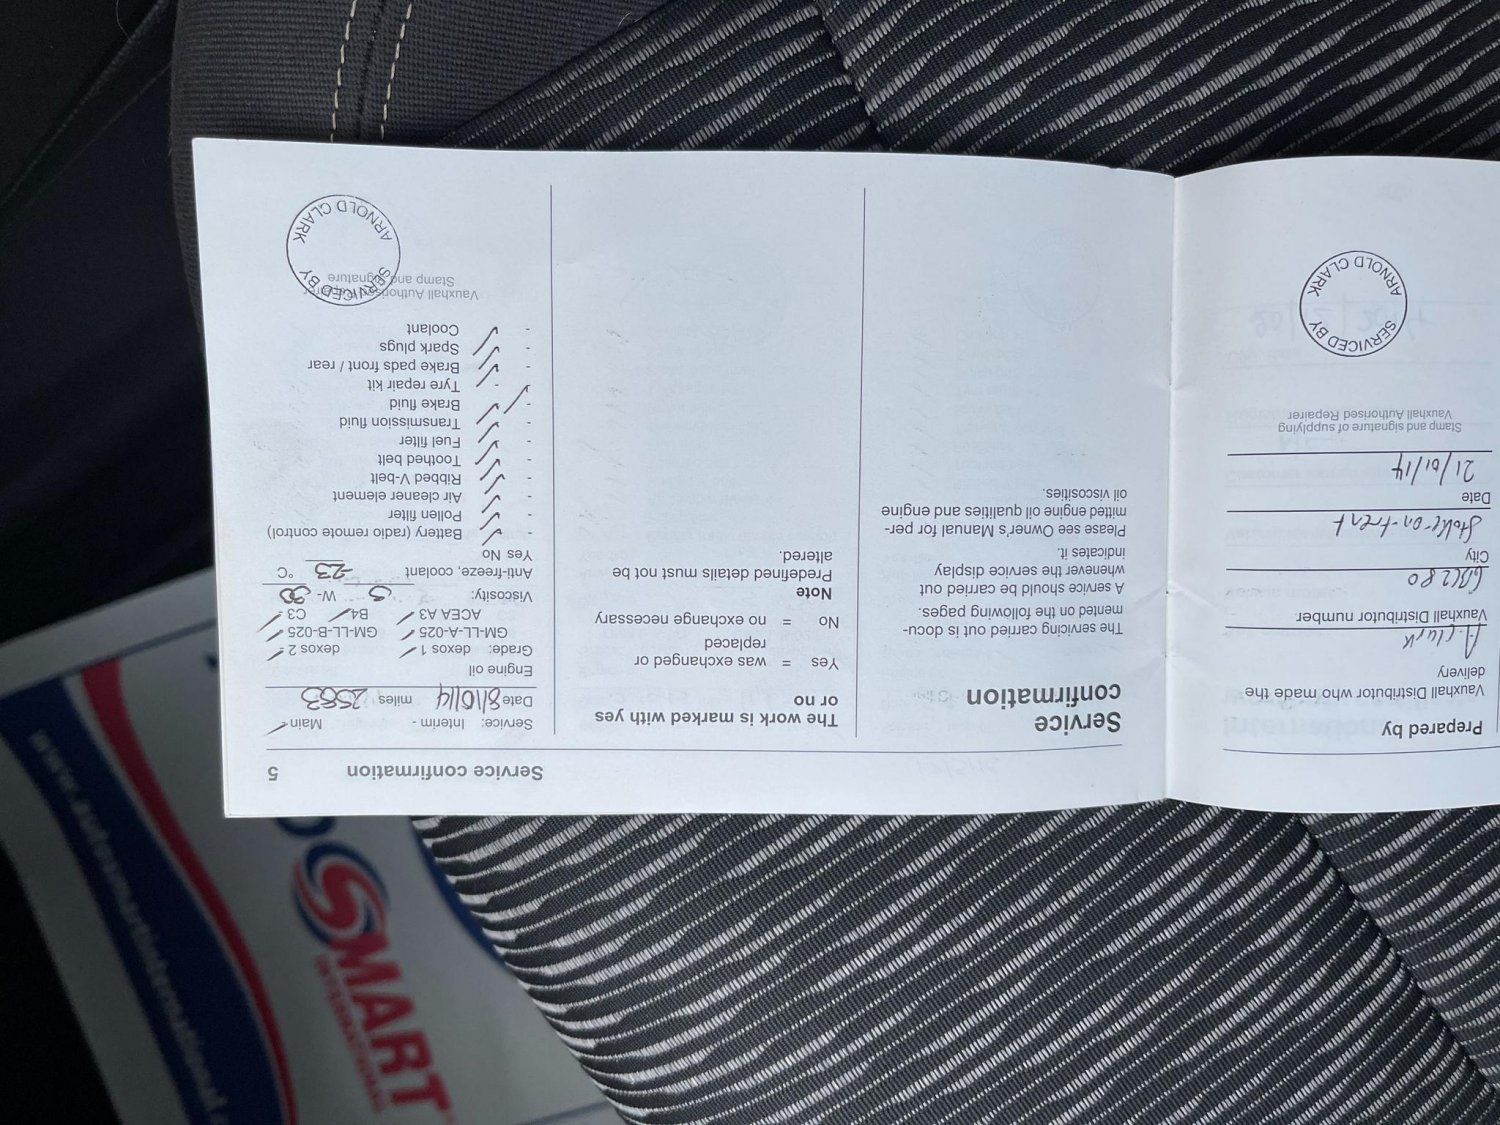 Prepared by
Vauxhall Distributor who made the
delivery
A. Clark
Vauxhall Distributor number.
City
Stoke-on-Trent
Date
21/01/14
Stamp and signature of supplying
Vauxhall Authorised Repairer
SERVICED BY
ARNOLD CLARK
Service confirmation 5
Service
confirmation
The servicing carried out is docu-
mented on the following pages.
A service should be carried out
whenever the service display
indicates it.
Please see Owner's Manual for per-
mitted engine oil qualities and engine
oil viscosities.
The work is marked with yes
or no
Yes = was exchanged or
replaced
No = no exchange necessary
Note
Predefined details must not be
altered.
Service: Interim - Main -
Date 8/10/14 miles 2583
Engine oil
Grade: dexos 1 dexos 2 -
GM-LL-A-025 GM-LL-B-025
ACEA A3 B4 C3
Viscosity: 5 W- 30
Anti-freeze, coolant -23 °C
Yes No
- Battery (radio remote control)
- Pollen filter
- Air cleaner element
- Ribbed V-belt
- Toothed belt
- Fuel filter
- Transmission fluid
- Brake fluid
- Tyre repair kit
- Brake pads front / rear
- Spark plugs
- Coolant
Vauxhall Authorised Repairer
Stamp and Signature
SERVICED BY
ARNOLD CLARK
SMART
INTERNATIONAL